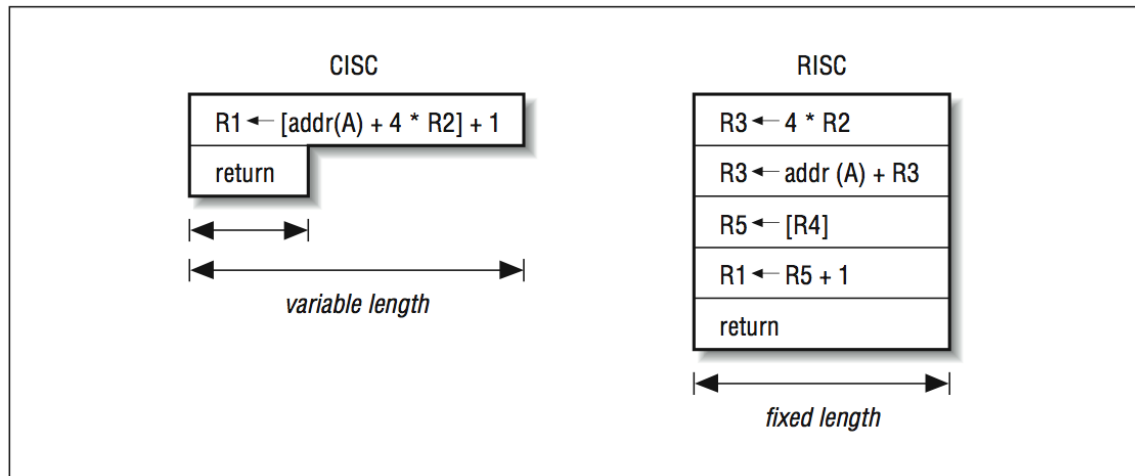 CISC
R1 ← [addr(A) + 4 * R2] + 1
return
variable length
RISC
R3 ← 4 * R2
R3 ← addr (A) + R3
R5 ← [R4]
R1 ← R5 + 1
return
fixed length